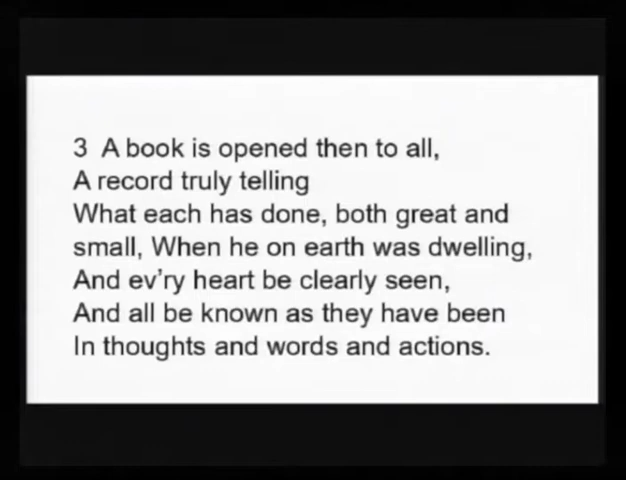 3 A book is opened then to all,
A record truly telling
What each has done, both great and
small, When he on earth was dwelling,
And ev'ry heart be clearly seen,
And all be known as they have been
In thoughts and words and actions.